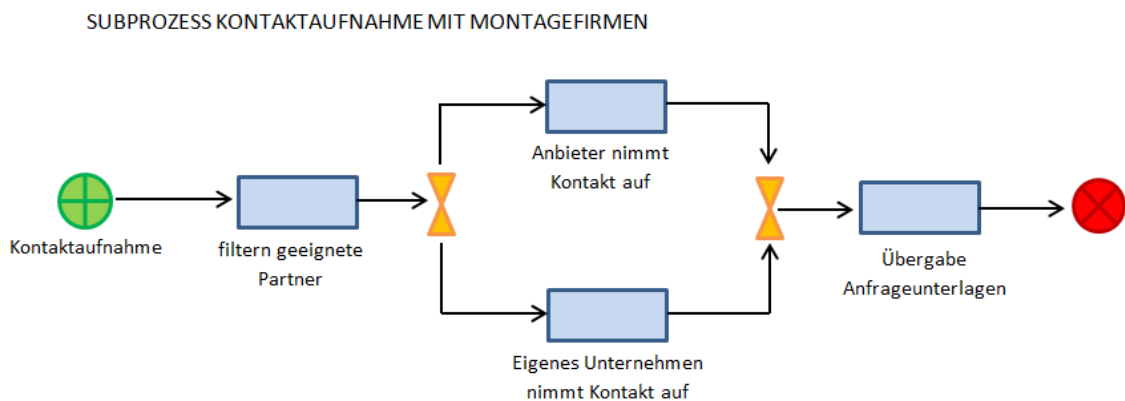 SUBPROZESS KONTAKTAUFNAHME MIT MONTAGEFIRMEN
Kontaktaufnahme
filtern geeignete
Partner
Anbieter nimmt
Kontakt auf
Eigenes Unternehmen
nimmt Kontakt auf
Übergabe
Anfrageunterlagen